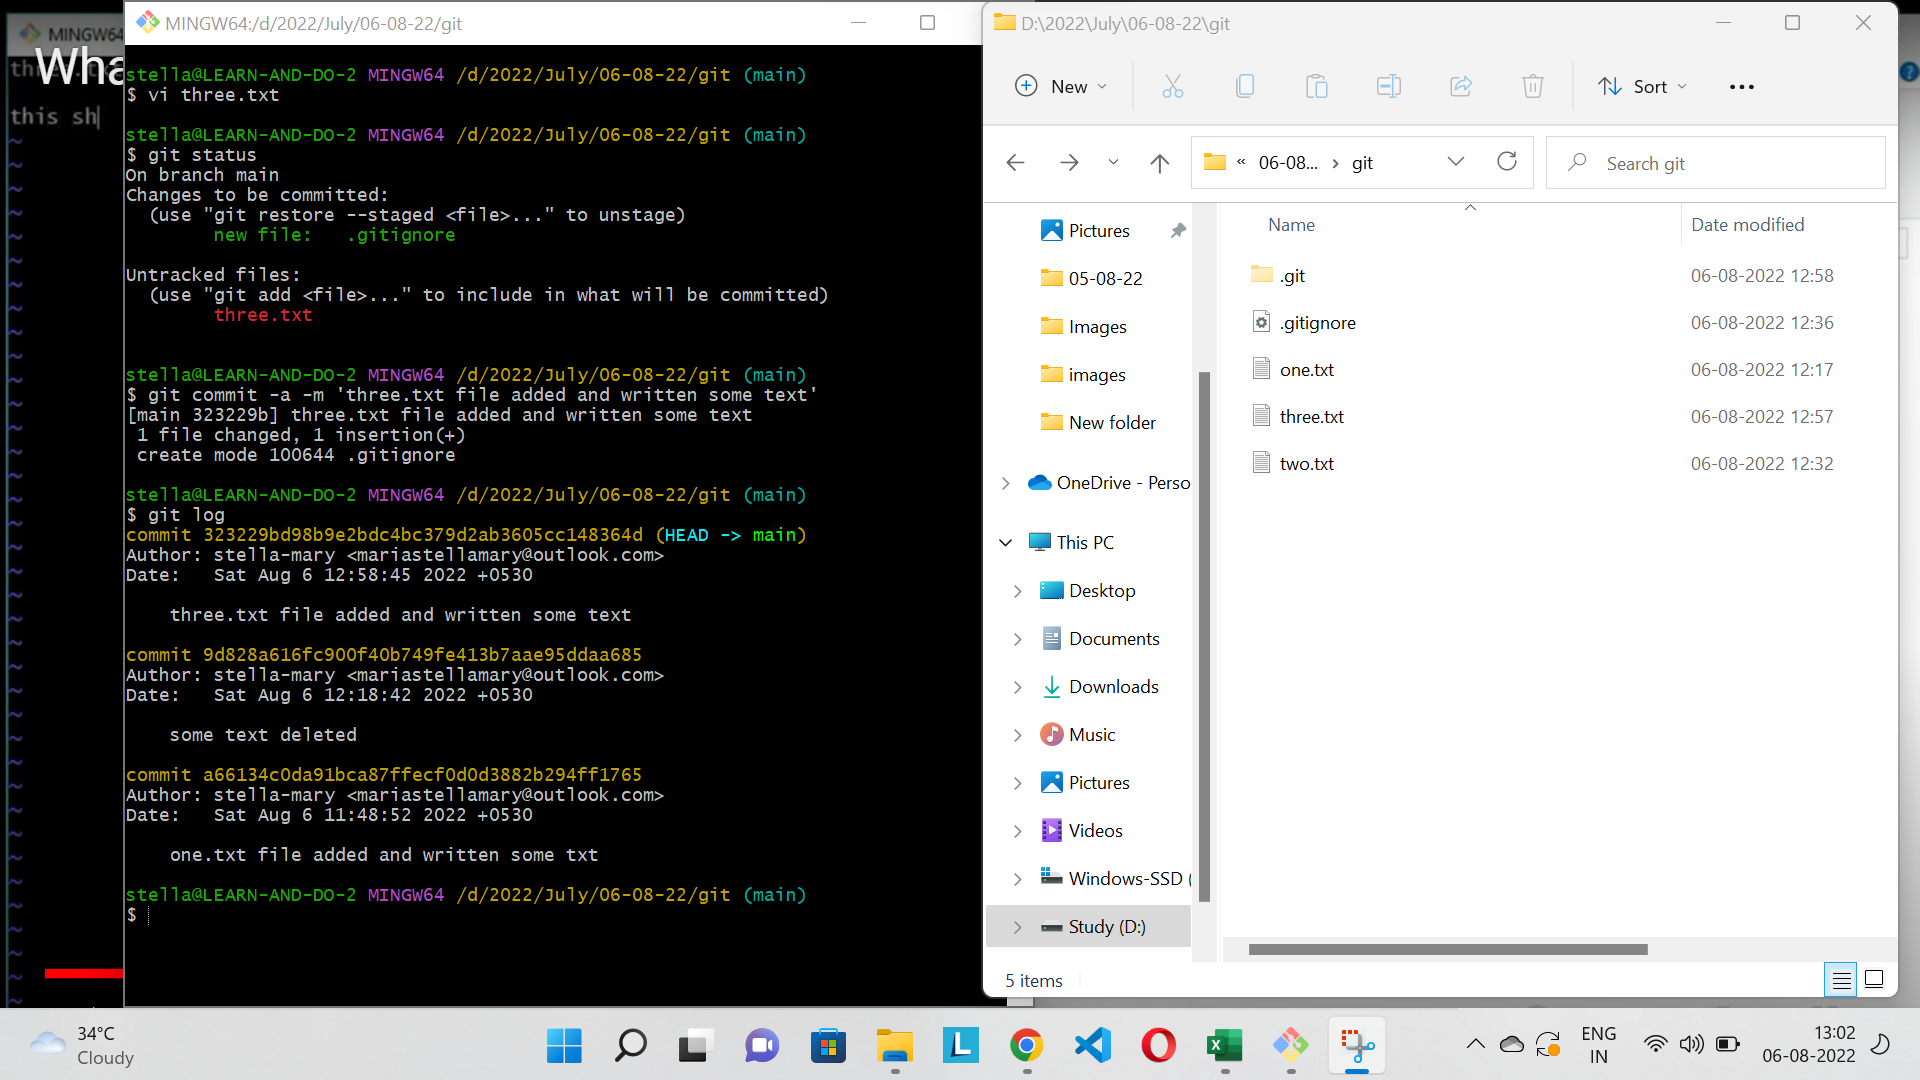 MINGW64
Wha
this sh
MINGW64:/d/2022/July/06-08-22/git
stella@LEARN-AND-DO-2 MINGW64 /d/2022/July/06-08-22/git (main)
$ vi three.txt
stella@LEARN-AND-DO-2 MINGW64 /d/2022/July/06-08-22/git (main)
$ git status
On branch main
Changes to be committed:
(use "git restore --staged <file>..." to unstage)
new file:   .gitignore
Untracked files:
(use "git add <file>..." to include in what will be committed)
three.txt
stella@LEARN-AND-DO-2 MINGW64 /d/2022/July/06-08-22/git (main)
$ git commit -a -m 'three.txt file added and written some text'
[main 323229b] three.txt file added and written some text
1 file changed, 1 insertion(+)
create mode 100644 .gitignore
stella@LEARN-AND-DO-2 MINGW64 /d/2022/July/06-08-22/git (main)
$ git log
commit 323229bd98b9e2bdc4bc379d2ab3605cc148364d (HEAD -> main)
Author: stella-mary <mariastellamary@outlook.com>
Date:   Sat Aug 6 12:58:45 2022 +0530
three.txt file added and written some text
commit 9d828a616fc900f40b749fe413b7aae95ddaa685
Author: stella-mary <mariastellamary@outlook.com>
Date:   Sat Aug 6 12:18:42 2022 +0530
some text deleted
commit a66134c0da91bca87ffecf0d0d3882b294ff1765
Author: stella-mary <mariastellamary@outlook.com>
Date:   Sat Aug 6 11:48:52 2022 +0530
one.txt file added and written some txt
stella@LEARN-AND-DO-2 MINGW64 /d/2022/July/06-08-22/git (main)
$
D:\2022\July\06-08-22\git
New
Sort
« 06-08... › git
Search git
Pictures
05-08-22
Images
images
New folder
OneDrive - Perso
This PC
Desktop
Documents
Downloads
Music
Pictures
Videos
Windows-SSD (
Study (D:)
Name Date modified
.git 06-08-2022 12:58
.gitignore 06-08-2022 12:36
one.txt 06-08-2022 12:17
three.txt 06-08-2022 12:57
two.txt 06-08-2022 12:32
5 items
34°C
Cloudy
ENG
IN
13:02
06-08-2022